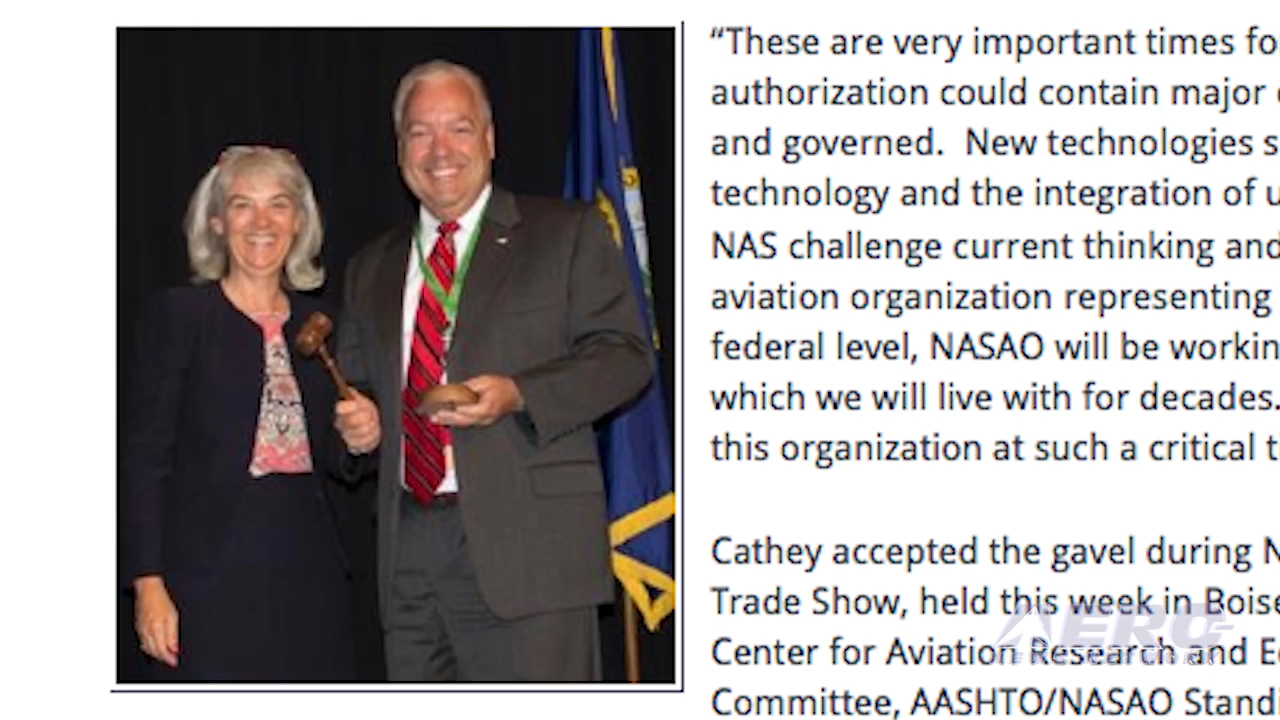 “These are very important times fo
authorization could contain major
and governed.  New technologies s
technology and the integration of u
NAS challenge current thinking and
aviation organization representing
federal level, NASAO will be workin
which we will live with for decades.
this organization at such a critical t
Cathey accepted the gavel during N
Trade Show, held this week in Boise
Center for Aviation Research and E
Committee, AASHTO/NASAO Standi
AERO